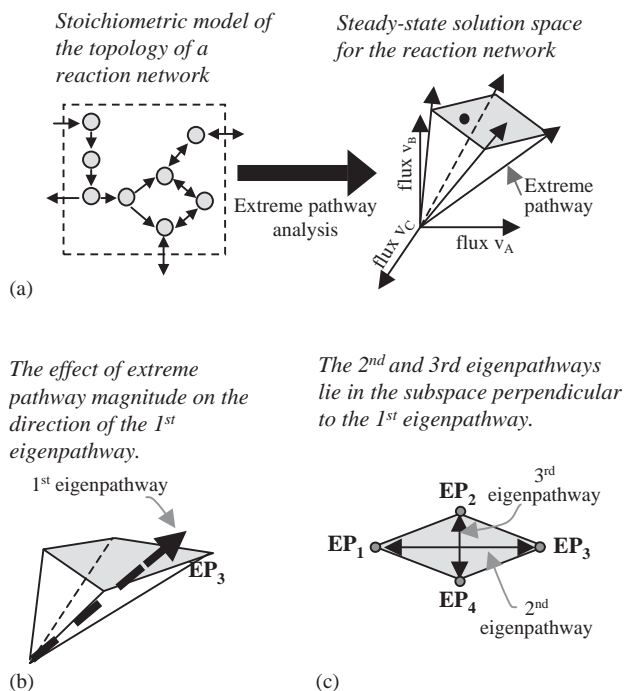 Stoichiometric model of
the topology of a
reaction network
Steady-state solution space
for the reaction network
Extreme pathway
analysis
flux vB
flux vC
flux vA
Extreme
pathway
(a)
The effect of extreme
pathway magnitude on the
direction of the 1st
eigenpathway.
1st eigenpathway
EP3
(b)
The 2nd and 3rd eigenpathways
lie in the subspace perpendicular
to the 1st eigenpathway.
3rd
eigenpathway
EP2
EP1
EP3
EP4
2nd
eigenpathway
(c)